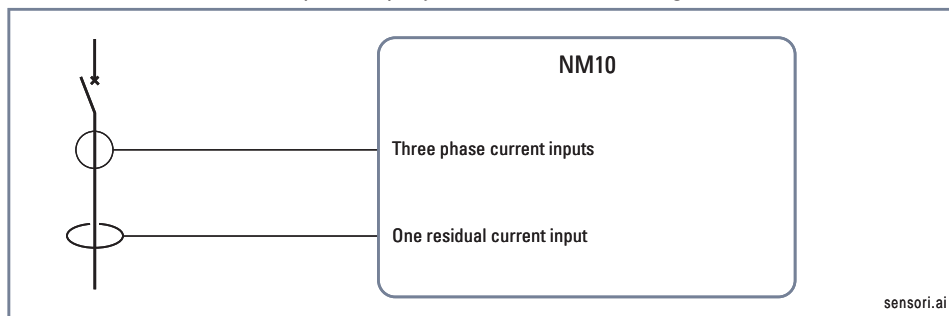 NM10
Three phase current inputs
One residual current input
sensori.ai